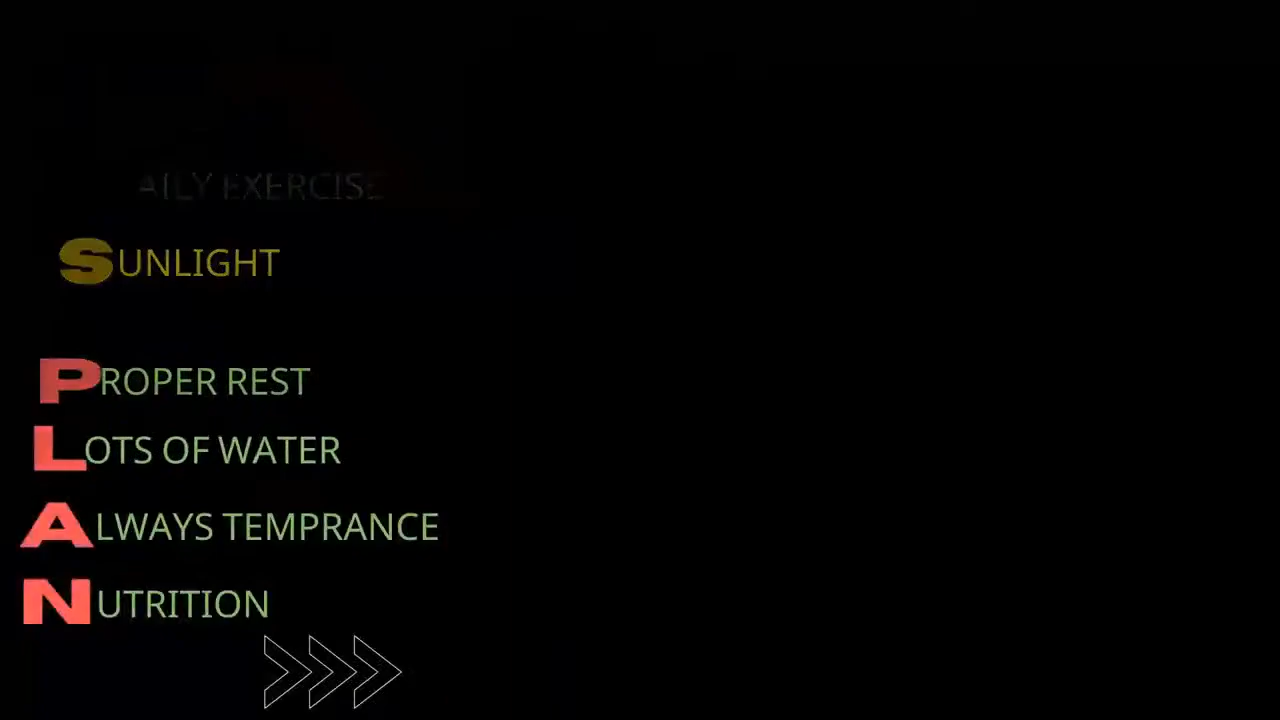 AILY EXERCISE
SUNLIGHT
PROPER REST
LOTS OF WATER
ALWAYS TEMPRANCE
NUTRITION